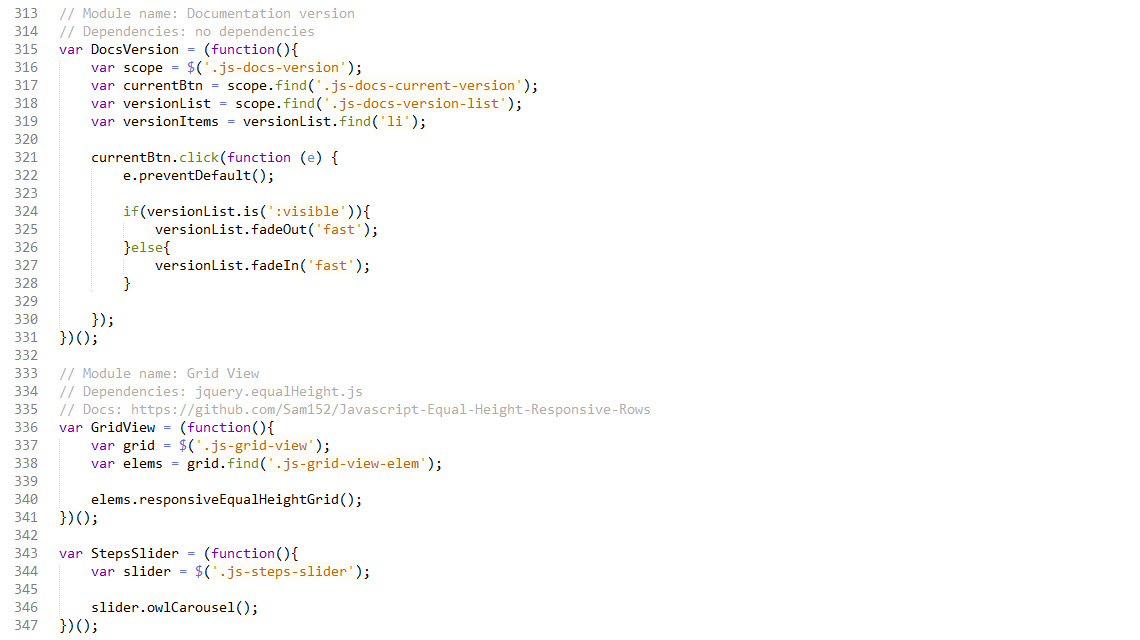 313 // Module name: Documentation version
314 // Dependencies: no dependencies
315 var DocsVersion = (function(){
316     var scope = $('.js-docs-version');
317     var currentBtn = scope.find('.js-docs-current-version');
318     var versionList = scope.find('.js-docs-version-list');
319     var versionItems = versionList.find('li');
320
321     currentBtn.click(function (e) {
322         e.preventDefault();
323
324         if(versionList.is(':visible')){
325             versionList.fadeOut('fast');
326         }else{
327             versionList.fadeIn('fast');
328         }
329
330     });
331 })();
332
333 // Module name: Grid View
334 // Dependencies: jquery.equalHeight.js
335 // Docs: https://github.com/Sam152/Javascript-Equal-Height-Responsive-Rows
336 var GridView = (function(){
337     var grid = $('.js-grid-view');
338     var elems = grid.find('.js-grid-view-elem');
339
340     elems.responsiveEqualHeightGrid();
341 })();
342
343 var StepsSlider = (function(){
344     var slider = $('.js-steps-slider');
345
346     slider.owlCarousel();
347 })();